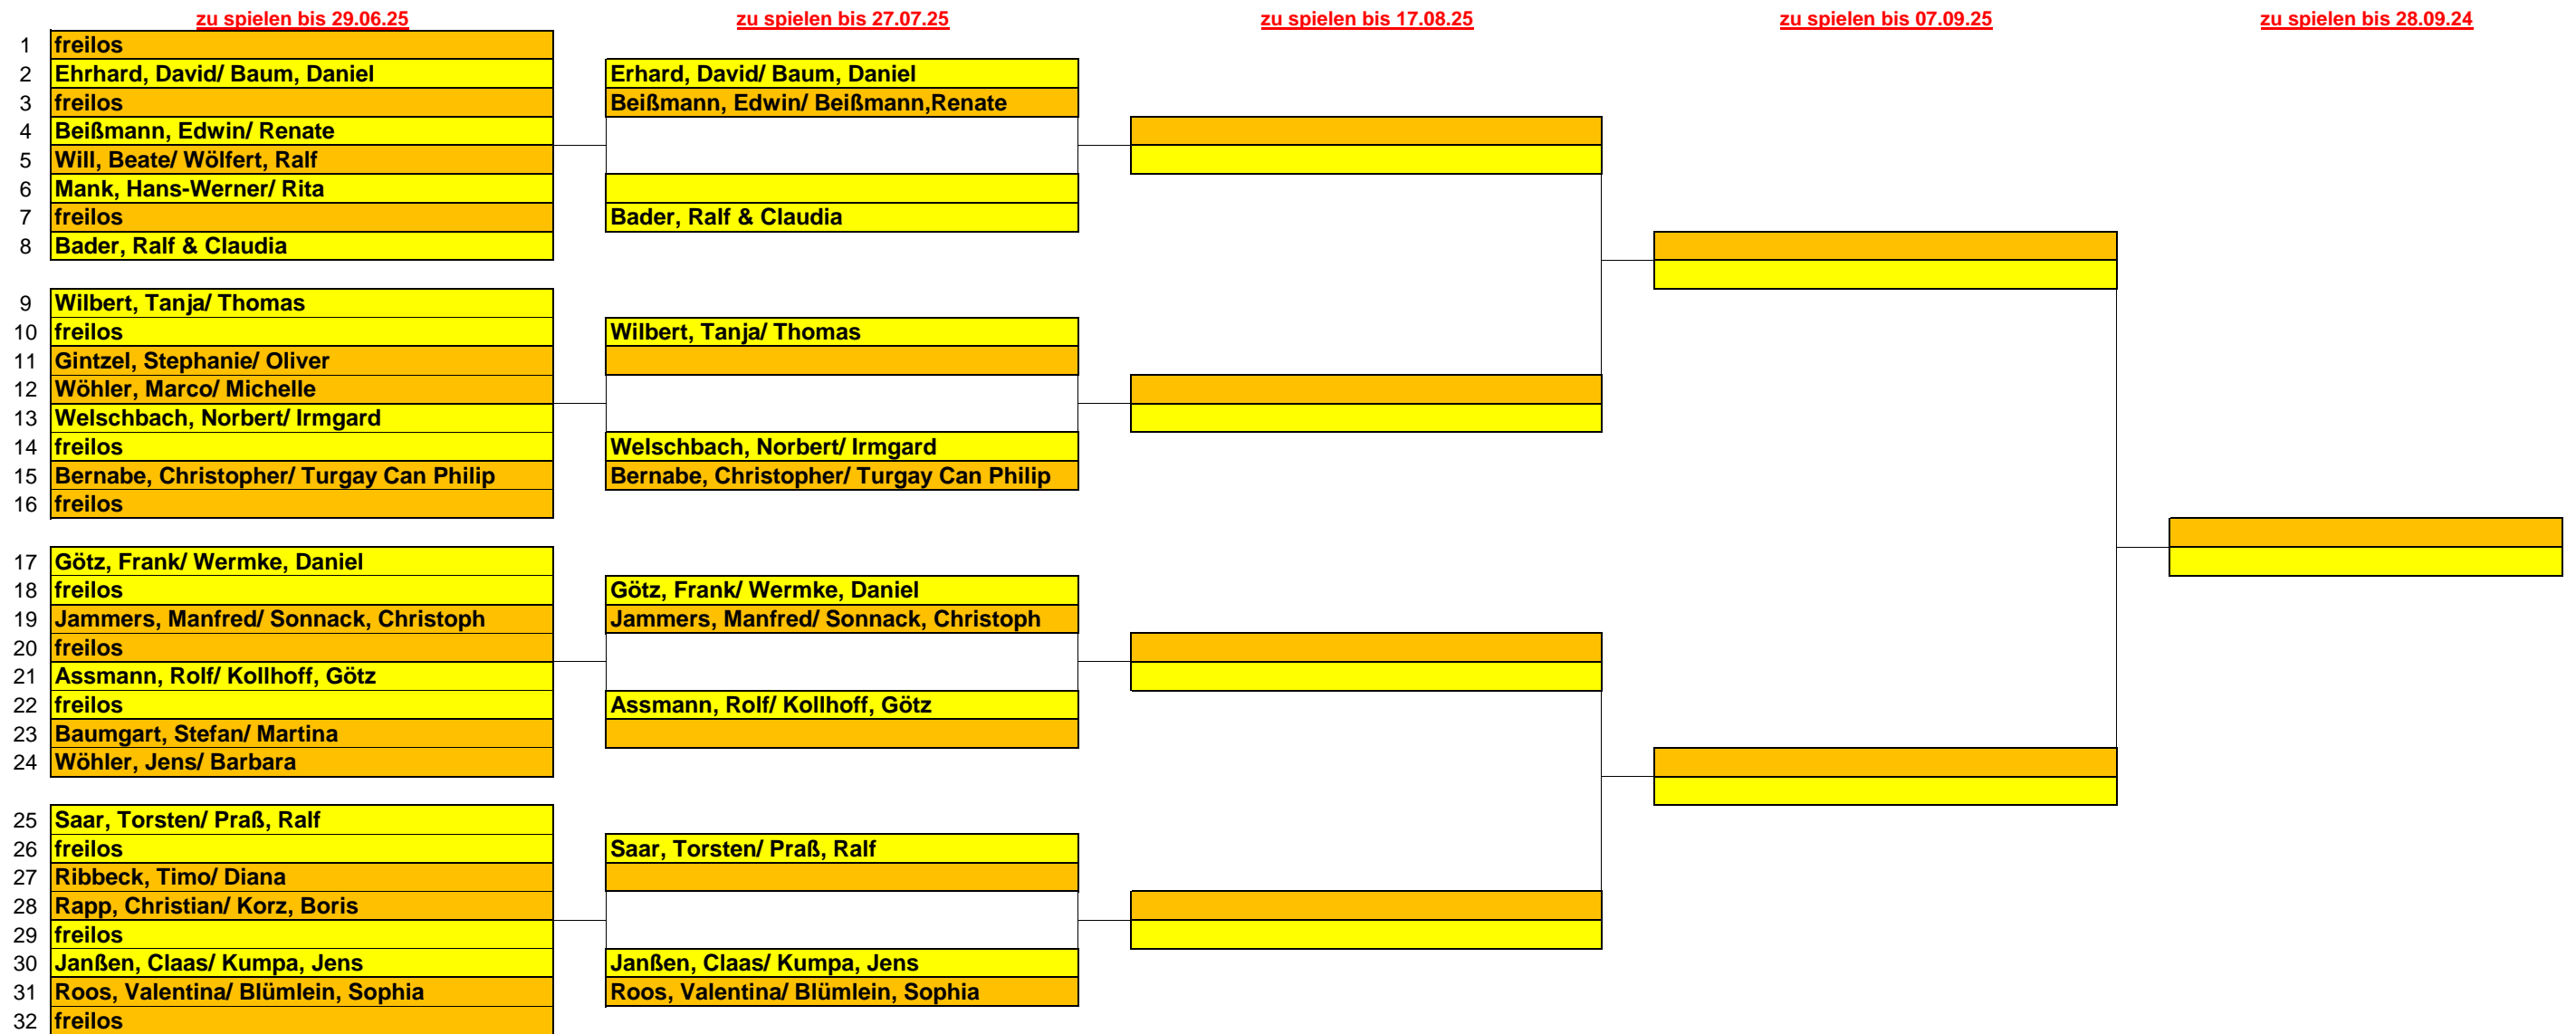 zu spielen bis 29.06.25 zu spielen bis 27.07.25 zu spielen bis 17.08.25 zu spielen bis 07.09.25 zu spielen bis 28.09.24
1 freilos
2 Ehrhard, David/ Baum, Daniel Erhard, David/ Baum, Daniel
3 freilos Beißmann, Edwin/ Beißmann,Renate
4 Beißmann, Edwin/ Renate
5 Will, Beate/ Wölfert, Ralf
6 Mank, Hans-Werner/ Rita
7 freilos Bader, Ralf & Claudia
8 Bader, Ralf & Claudia
9 Wilbert, Tanja/ Thomas
10 freilos Wilbert, Tanja/ Thomas
11 Gintzel, Stephanie/ Oliver
12 Wöhler, Marco/ Michelle
13 Welschbach, Norbert/ Irmgard
14 freilos Welschbach, Norbert/ Irmgard
15 Bernabe, Christopher/ Turgay Can Philip Bernabe, Christopher/ Turgay Can Philip
16 freilos
17 Götz, Frank/ Wermke, Daniel
18 freilos Götz, Frank/ Wermke, Daniel
19 Jammers, Manfred/ Sonnack, Christoph Jammers, Manfred/ Sonnack, Christoph
20 freilos
21 Assmann, Rolf/ Kollhoff, Götz
22 freilos Assmann, Rolf/ Kollhoff, Götz
23 Baumgart, Stefan/ Martina
24 Wöhler, Jens/ Barbara
25 Saar, Torsten/ Praß, Ralf
26 freilos Saar, Torsten/ Praß, Ralf
27 Ribbeck, Timo/ Diana
28 Rapp, Christian/ Korz, Boris
29 freilos
30 Janßen, Claas/ Kumpa, Jens Janßen, Claas/ Kumpa, Jens
31 Roos, Valentina/ Blümlein, Sophia Roos, Valentina/ Blümlein, Sophia
32 freilos